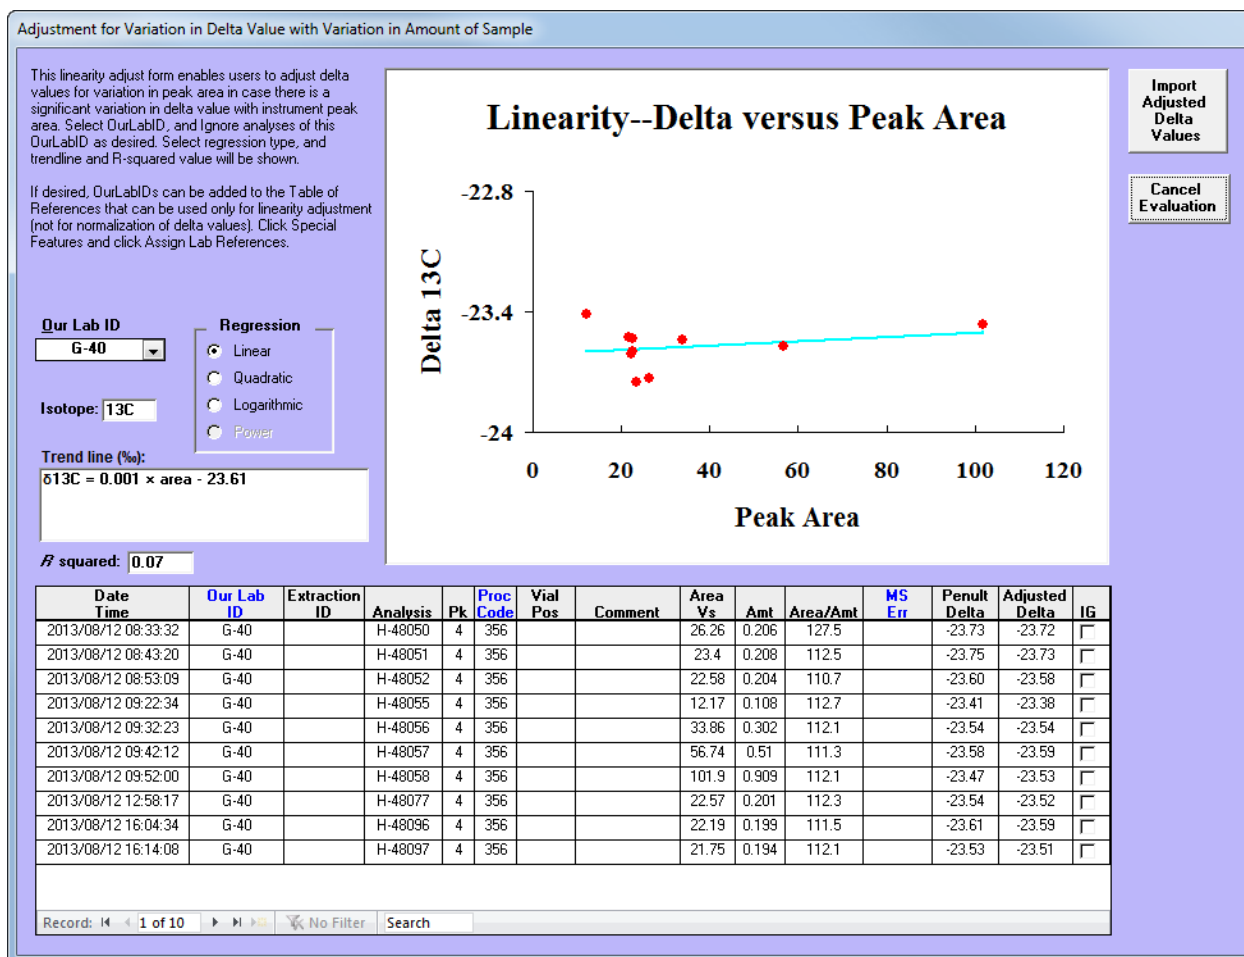 Adjustment for Variation in Delta Value with Variation in Amount of Sample
This linearity adjust form enables users to adjust delta
values for variation in peak area in case there is a
significant variation in delta value with instrument peak
area. Select OurLabID, and Ignore analyses of this
OurLabID as desired. Select regression type, and
trendline and R-squared value will be shown.
If desired, OurLabIDs can be added to the Table of
References that can be used only for linearity adjustment
(not for normalization of delta values). Click Special
Features and click Assign Lab References.
Our Lab ID
G-40
Regression
Linear
Quadratic
Logarithmic
Power
Isotope: 13C
Trend line (‰):
δ13C = 0.001 × area - 23.61
R squared: 0.07
Linearity--Delta versus Peak Area
Delta 13C
-22.8
-23.4
-24
0 20 40 60 80 100 120
Peak Area
Import
Adjusted
Delta
Values
Cancel
Evaluation
Date Time Our Lab ID Extraction ID Analysis Pk Proc Code Vial Pos Comment Area Vs Amt Area/Amt MS Err Penult Delta Adjusted Delta IG
2013/08/12 08:33:32 G-40 H-48050 4 356 26.26 0.206 127.5 -23.73 -23.72
2013/08/12 08:43:20 G-40 H-48051 4 356 23.4 0.208 112.5 -23.75 -23.73
2013/08/12 08:53:09 G-40 H-48052 4 356 22.58 0.204 110.7 -23.60 -23.58
2013/08/12 09:22:34 G-40 H-48055 4 356 12.17 0.108 112.7 -23.41 -23.38
2013/08/12 09:32:23 G-40 H-48056 4 356 33.86 0.302 112.1 -23.54 -23.54
2013/08/12 09:42:12 G-40 H-48057 4 356 56.74 0.51 111.3 -23.58 -23.59
2013/08/12 09:52:00 G-40 H-48058 4 356 101.9 0.909 112.1 -23.47 -23.53
2013/08/12 12:58:17 G-40 H-48077 4 356 22.57 0.201 112.3 -23.54 -23.52
2013/08/12 16:04:34 G-40 H-48096 4 356 22.19 0.199 111.5 -23.61 -23.59
2013/08/12 16:14:08 G-40 H-48097 4 356 21.75 0.194 112.1 -23.53 -23.51
Record: 1 of 10 No Filter Search